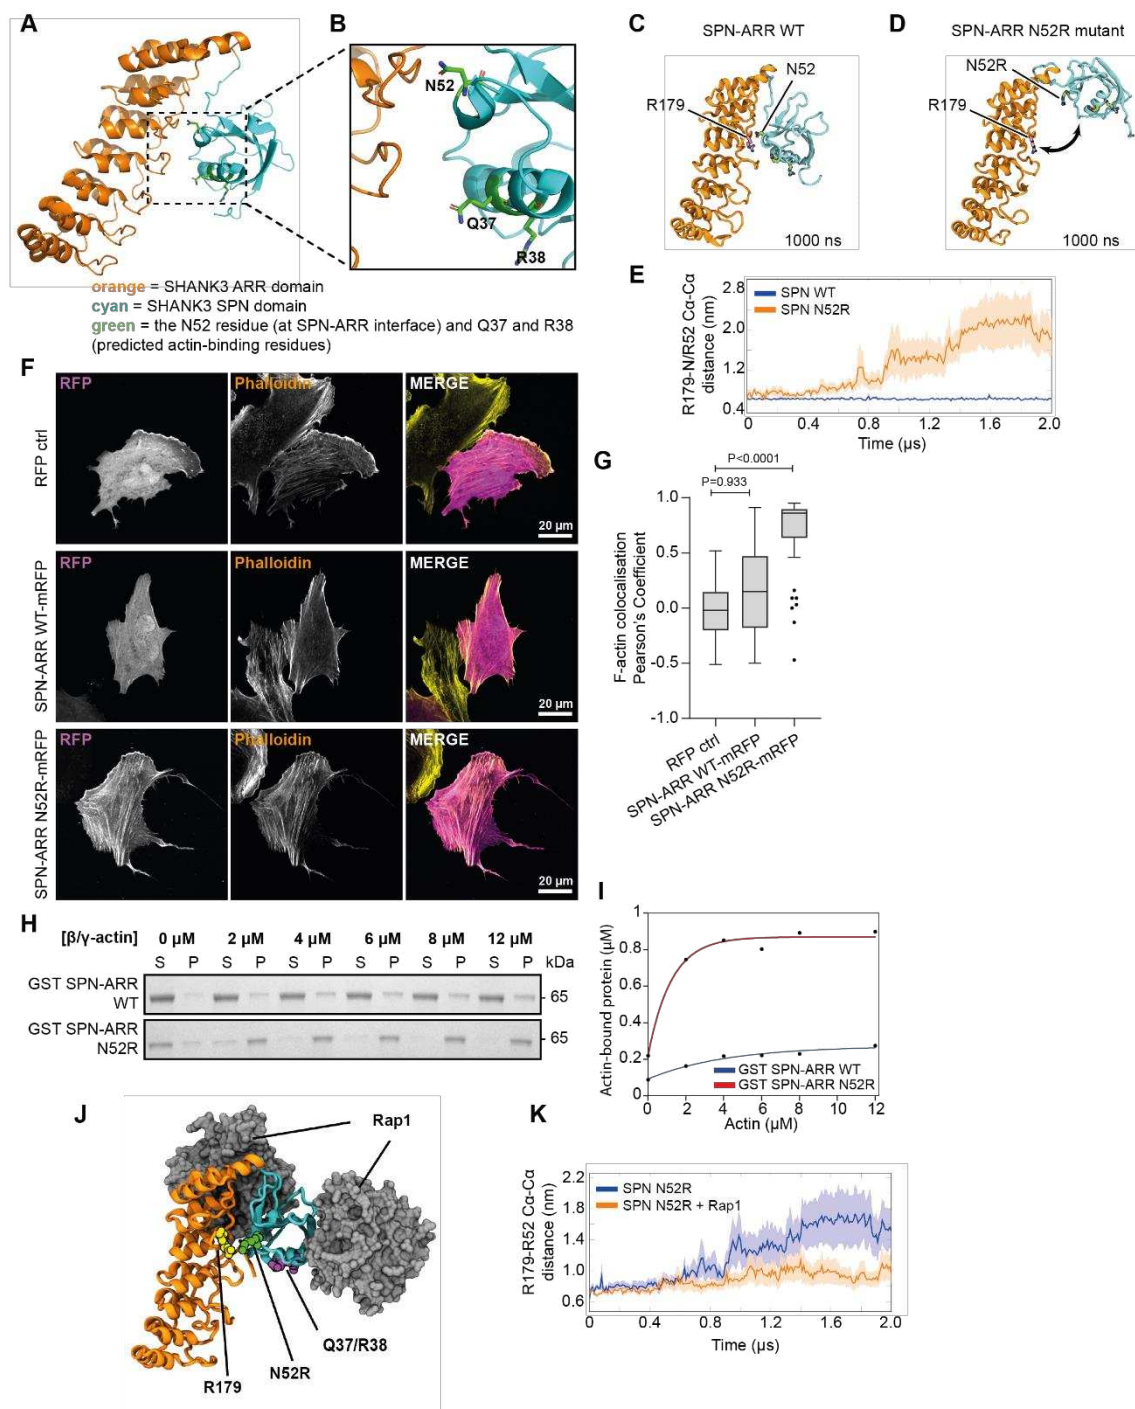 A
B
N52
Q37
R38
orange = SHANK3 ARR domain
cyan = SHANK3 SPN domain
green = the N52 residue (at SPN-ARR interface) and Q37 and R38
(predicted actin-binding residues)
C
SPN-ARR WT
N52
R179
1000 ns
D
SPN-ARR N52R mutant
N52R
R179
1000 ns
E
SPN WT
SPN N52R
R179-N/R52 Cα-Cα
distance (nm)
2.8
2.0
1.2
0.4
0 0.4 0.8 1.2 1.6 2.0
Time (μs)
F
RFP Phalloidin MERGE
RFP ctrl
20 μm
RFP Phalloidin MERGE
SPN-ARR WT-mRFP
20 μm
RFP Phalloidin MERGE
SPN-ARR N52R-mRFP
20 μm
G
P<0.0001
P=0.933
F-actin colocalisation
Pearson's Coefficient
1.0
0.5
0.0
-0.5
-1.0
RFP ctrl
SPN-ARR WT-mRFP
SPN-ARR N52R-mRFP
H
[β/γ-actin] 0 μM 2 μM 4 μM 6 μM 8 μM 12 μM
S P S P S P S P S P S P kDa
GST SPN-ARR
WT
65
GST SPN-ARR
N52R
65
I
Actin-bound protein (μM)
1
0.8
0.6
0.4
0.2
0
GST SPN-ARR WT
GST SPN-ARR N52R
0 2 4 6 8 10 12
Actin (μM)
J
Rap1
Q37/R38
N52R
R179
K
SPN N52R
SPN N52R + Rap1
R179-R52 Cα-Cα
distance (nm)
2.2
1.8
1.4
1.0
0.6
0 0.4 0.8 1.2 1.6 2.0
Time (μs)